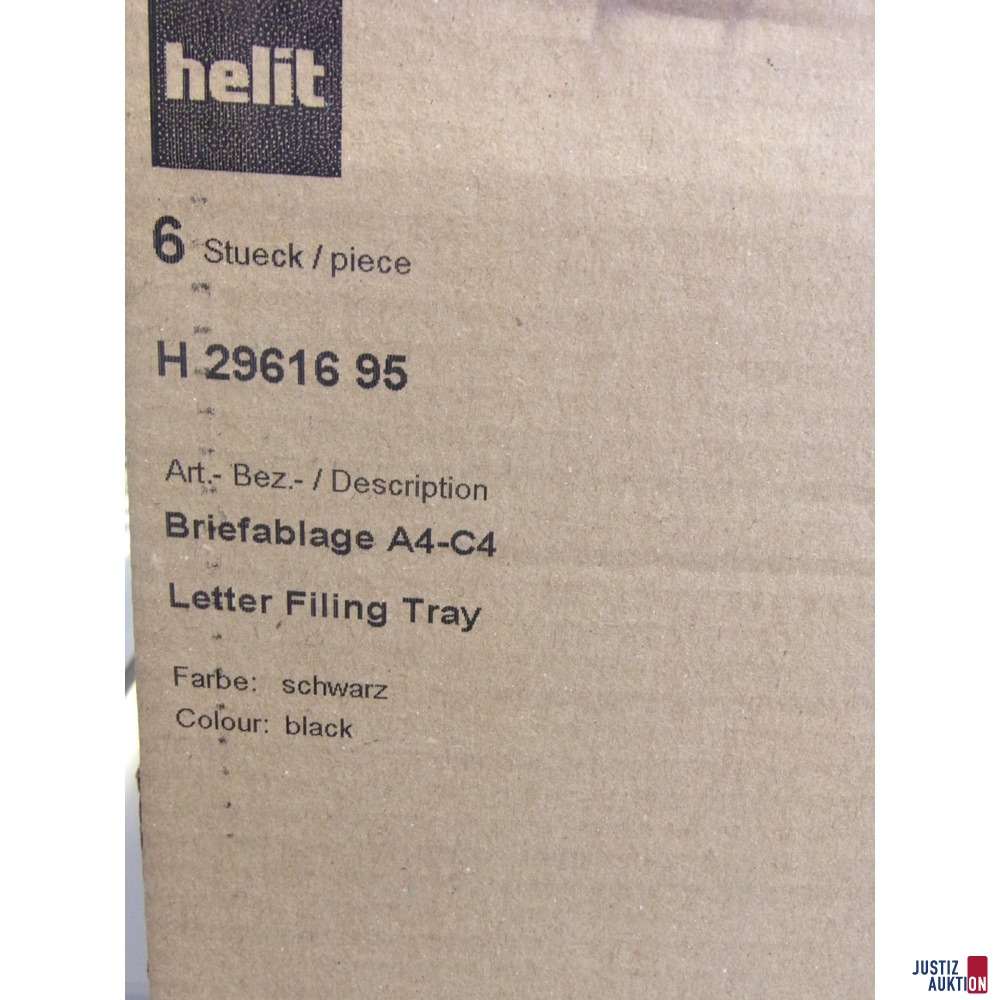 helit
6 Stueck / piece
H 29616 95
Art.- Bez.- / Description
Briefablage A4-C4
Letter Filing Tray
Farbe: schwarz
Colour: black
JUSTIZ
AUKTION